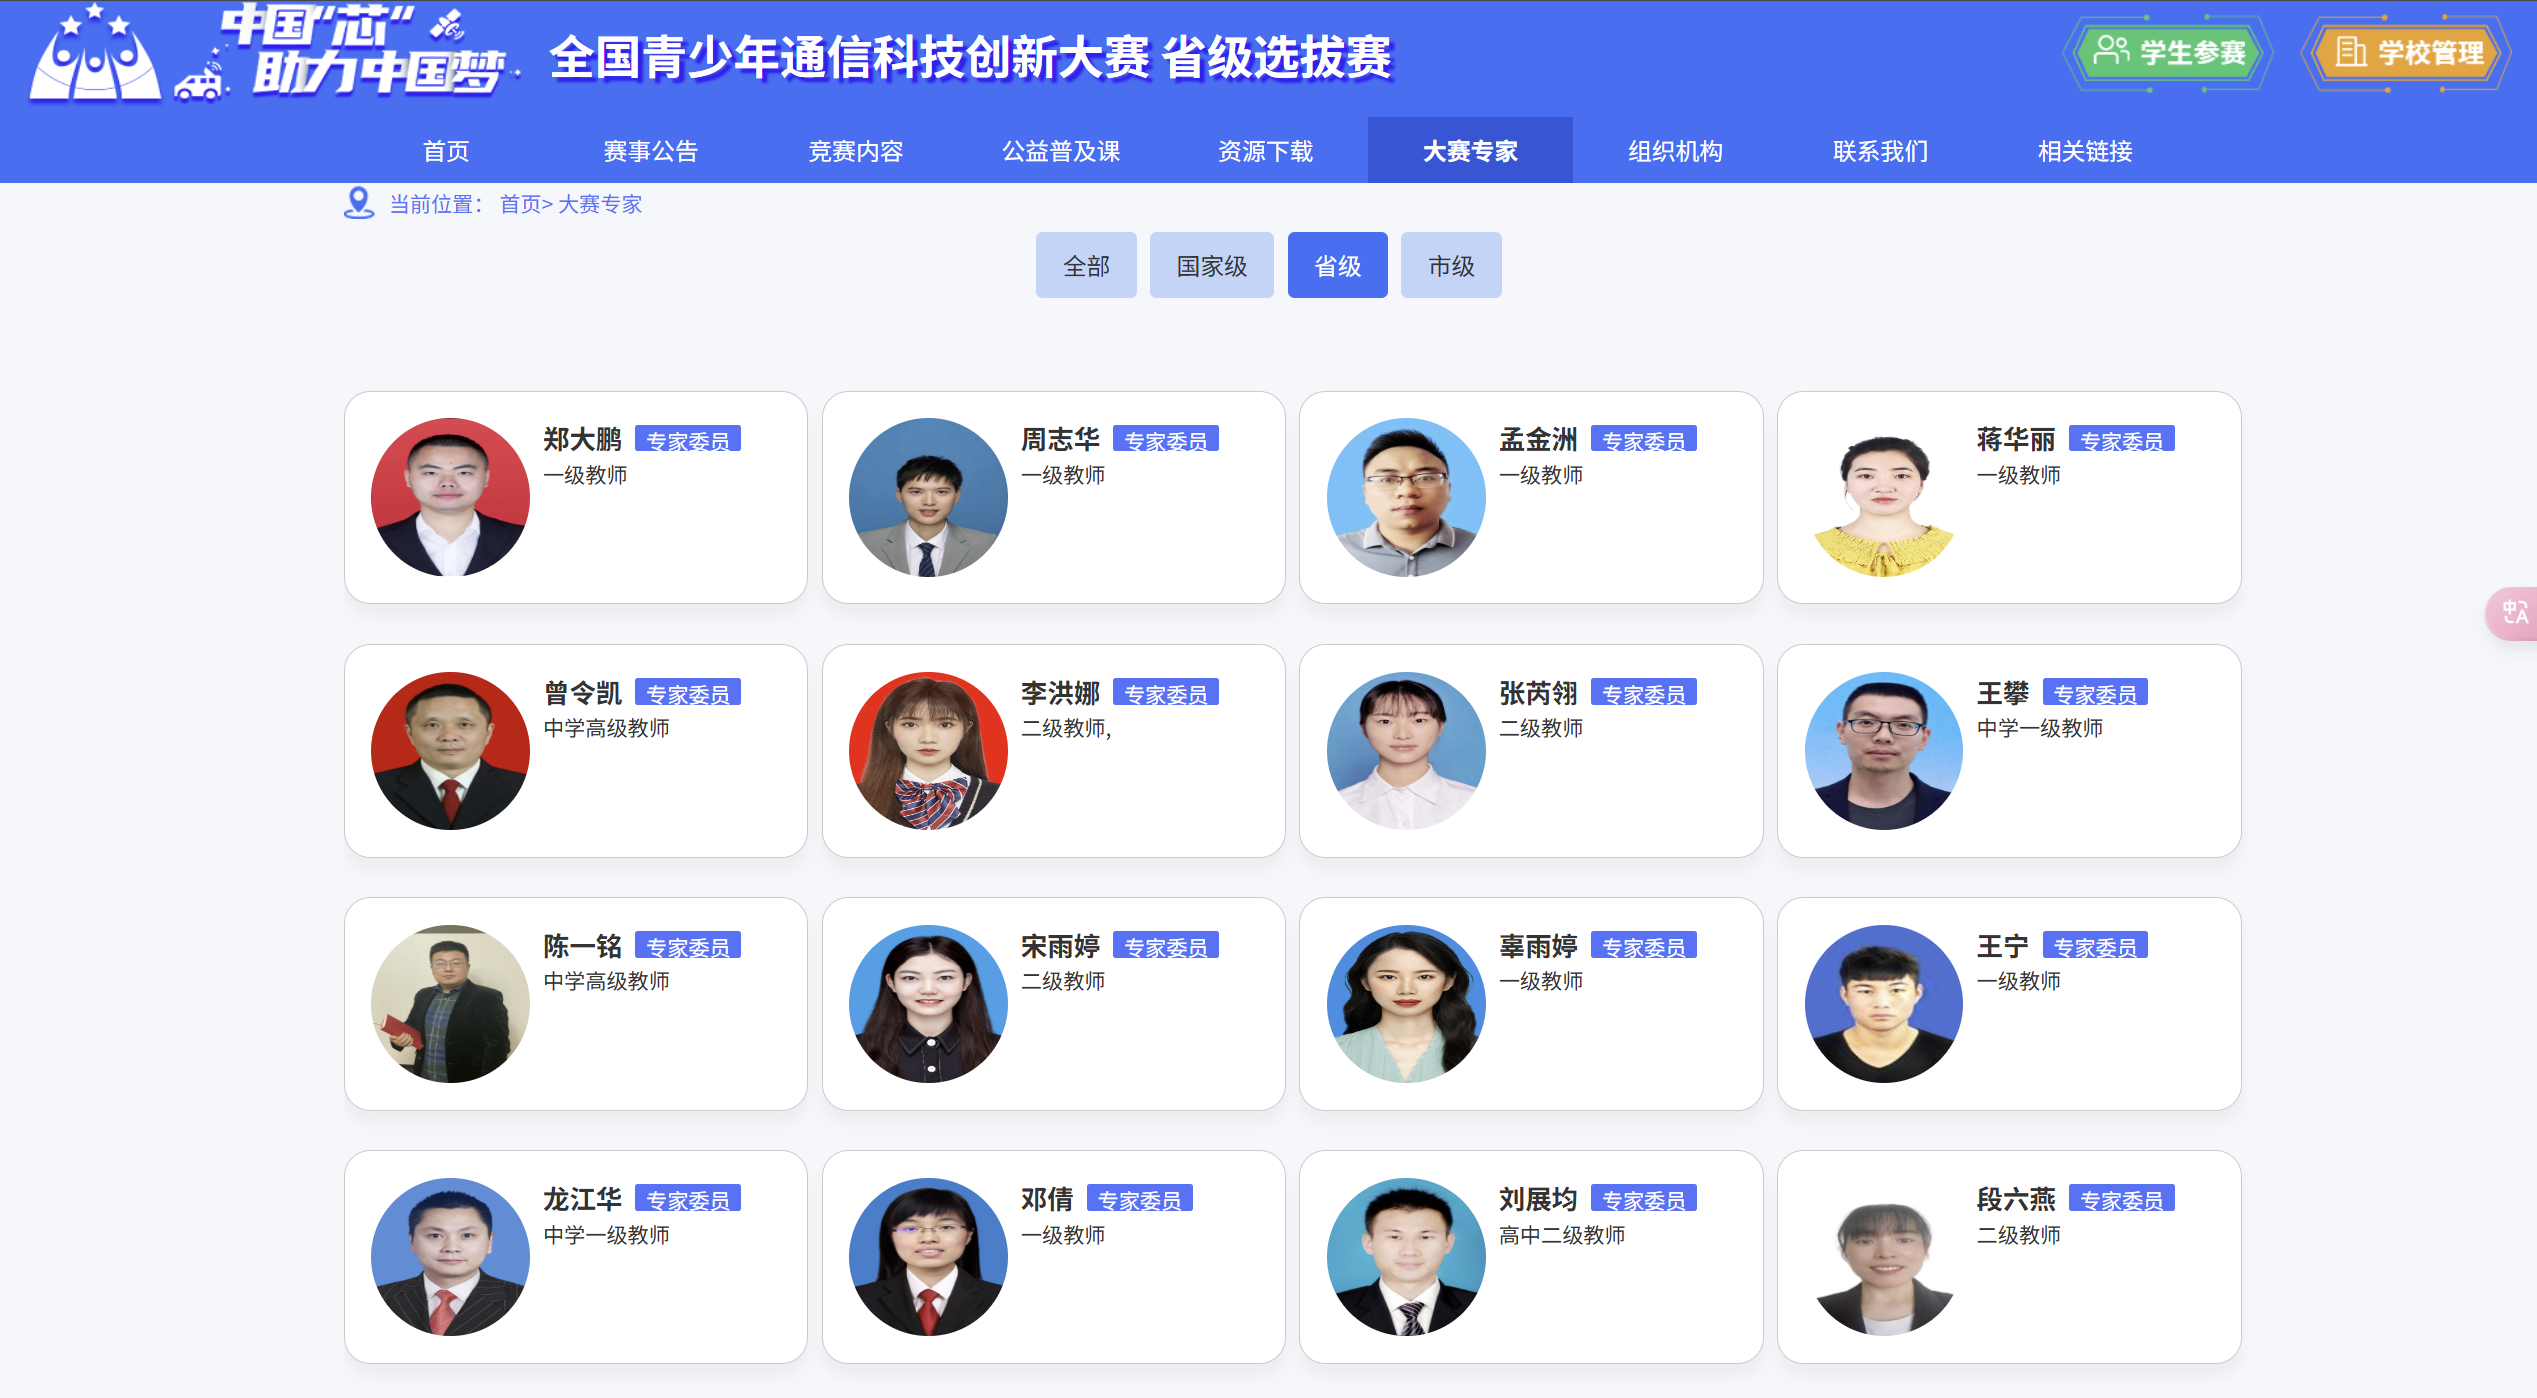 中国"芯"
助力中国梦
全国青少年通信科技创新大赛 省级选拔赛
学生参赛
学校管理
首页 赛事公告 竞赛内容 公益普及课 资源下载 大赛专家 组织机构 联系我们 相关链接
当前位置： 首页> 大赛专家
全部 国家级 省级 市级
郑大鹏 专家委员
一级教师
周志华 专家委员
一级教师
孟金洲 专家委员
一级教师
蒋华丽 专家委员
一级教师
曾令凯 专家委员
中学高级教师
李洪娜 专家委员
二级教师,
张芮翎 专家委员
二级教师
王攀 专家委员
中学一级教师
陈一铭 专家委员
中学高级教师
宋雨婷 专家委员
二级教师
辜雨婷 专家委员
一级教师
王宁 专家委员
一级教师
龙江华 专家委员
中学一级教师
邓倩 专家委员
一级教师
刘展均 专家委员
高中二级教师
段六燕 专家委员
二级教师
中A